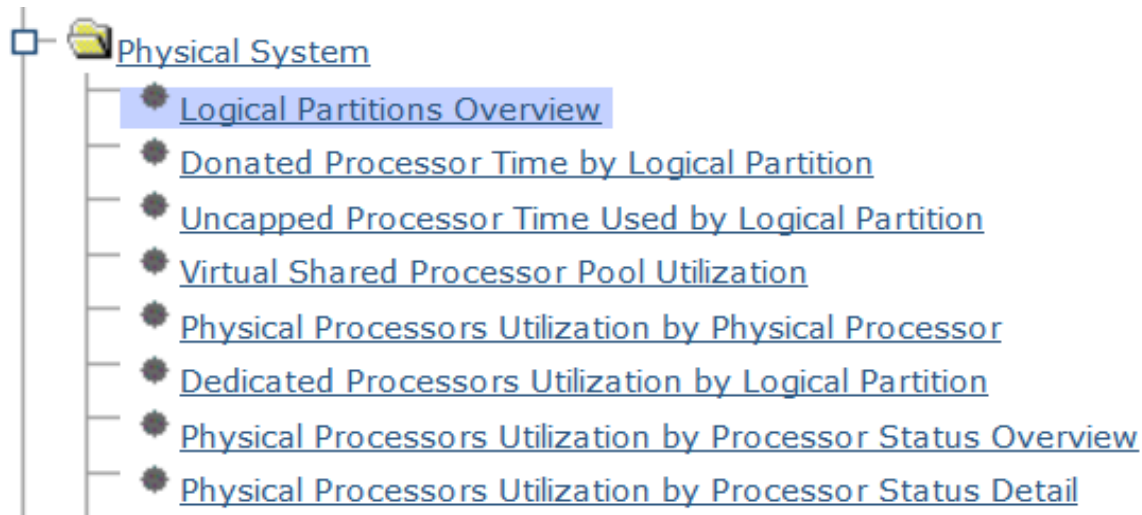 Physical System
Logical Partitions Overview
Donated Processor Time by Logical Partition
Uncapped Processor Time Used by Logical Partition
Virtual Shared Processor Pool Utilization
Physical Processors Utilization by Physical Processor
Dedicated Processors Utilization by Logical Partition
Physical Processors Utilization by Processor Status Overview
Physical Processors Utilization by Processor Status Detail